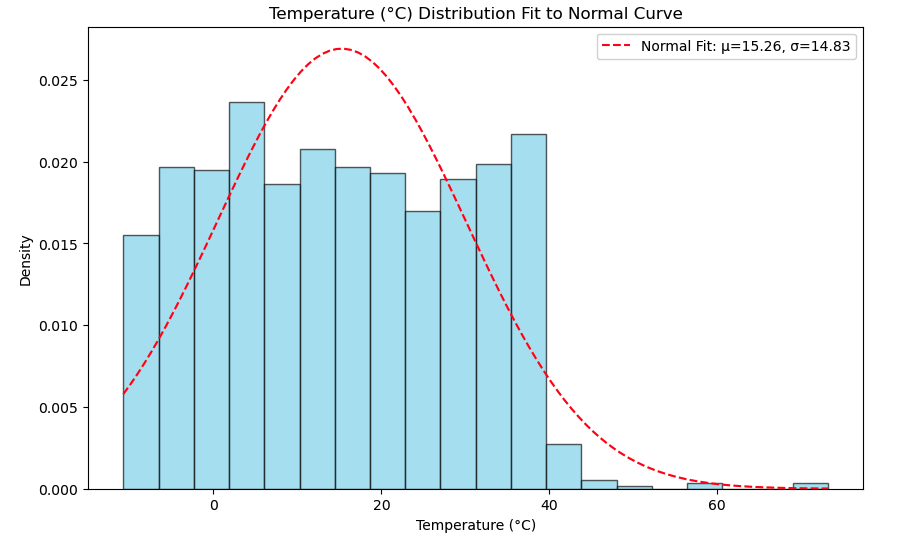 Temperature (°C) Distribution Fit to Normal Curve
Normal Fit: μ=15.26, σ=14.83
Density
0.025
0.020
0.015
0.010
0.005
0.000
0 20 40 60
Temperature (°C)